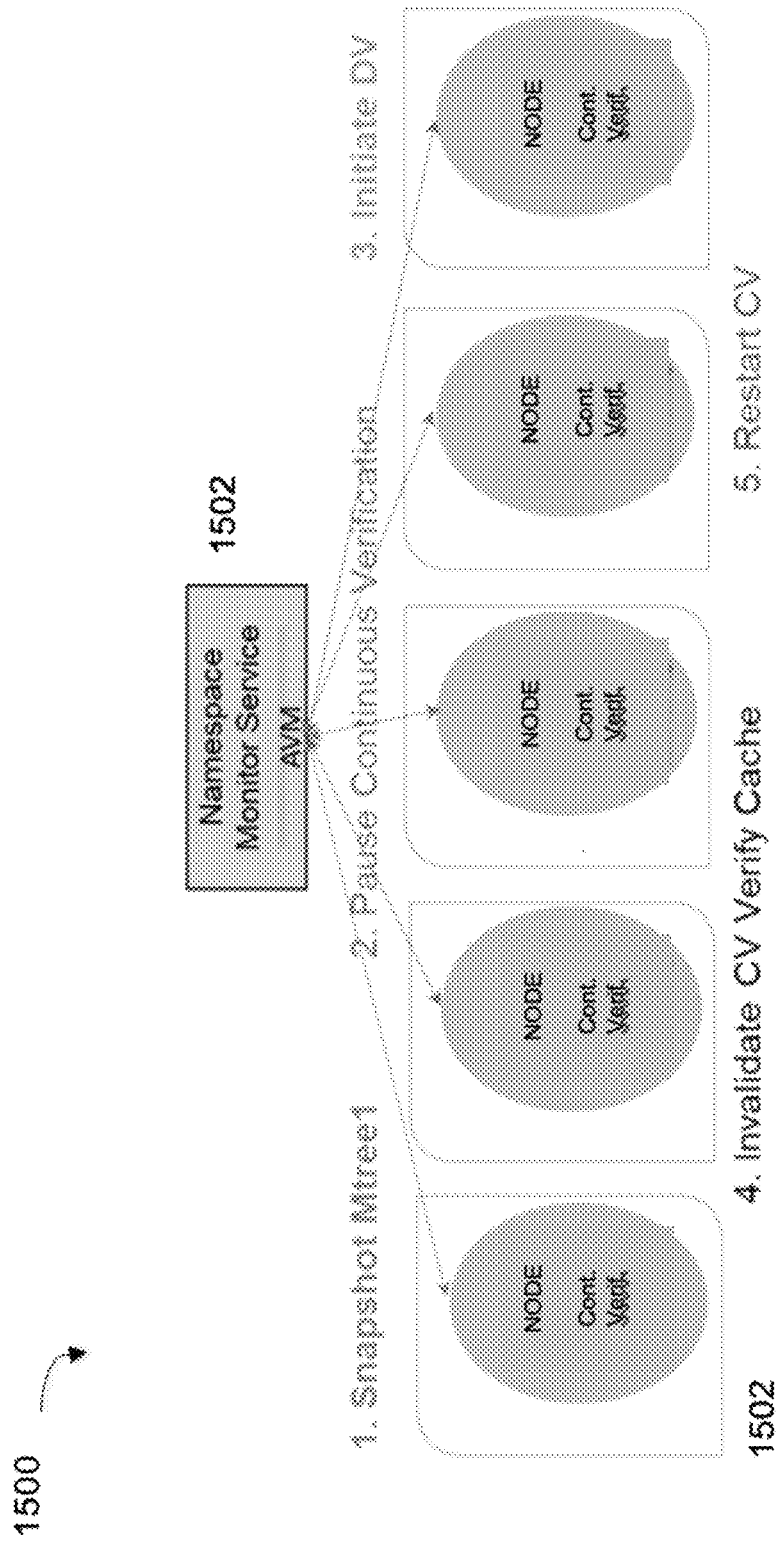 1500
Namespace
Monitor Service
AVM
1502
1. Snapshot Mtree1
2. Pause Continuous Verification
3. Initiate DV
NODE
Cont.
Verif.
NODE
Cont.
Verif.
NODE
Cont.
Verif.
NODE
Cont.
Verif.
NODE
Cont.
Verif.
1502
4. Invalidate CV Verify Cache
5. Restart CV